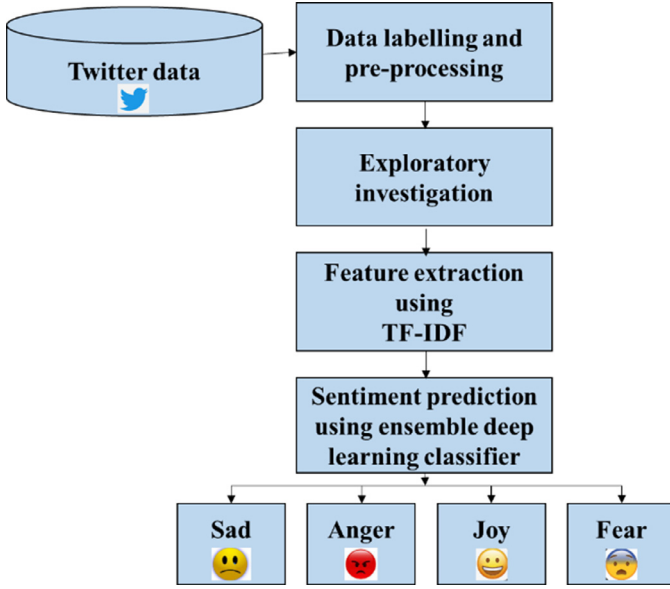 Twitter data
Data labelling and
pre-processing
Exploratory
investigation
Feature extraction
using
TF-IDF
Sentiment prediction
using ensemble deep
learning classifier
Sad
Anger
Joy
Fear